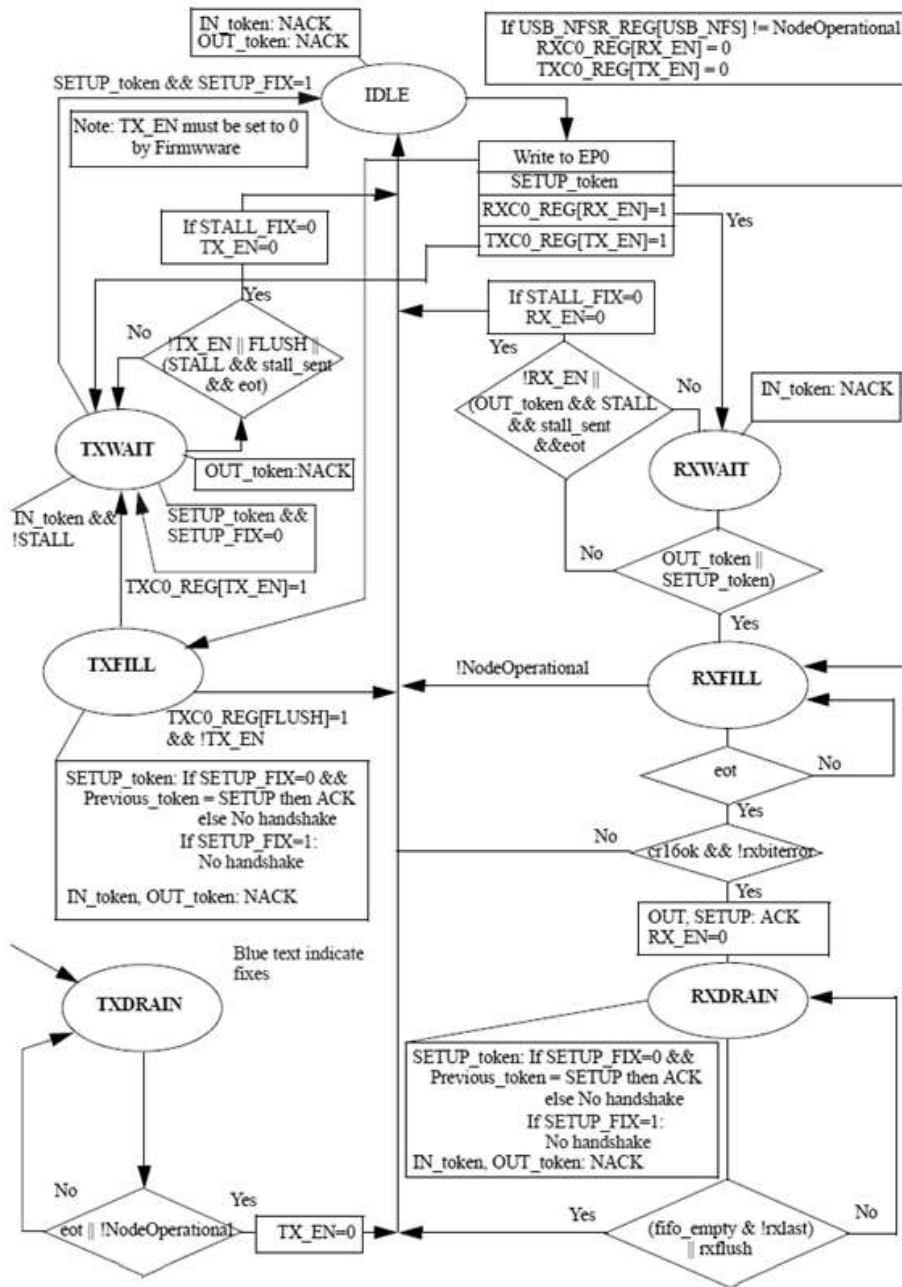 IN_token: NACK
OUT_token: NACK
If USB_NFSR_REG[USB_NFS] != NodeOperational
RXC0_REG[RX_EN] = 0
TXC0_REG[TX_EN] = 0
SETUP_token && SETUP_FIX=1
IDLE
Note: TX_EN must be set to 0
by Firmwware
Write to EP0
SETUP_token
RXC0_REG[RX_EN]=1
TXC0_REG[TX_EN]=1
Yes
If STALL_FIX=0
TX_EN=0
Yes
No
!TX_EN || FLUSH ||
(STALL && stall_sent
&& eot)
If STALL_FIX=0
RX_EN=0
Yes
!RX_EN ||
(OUT_token && STALL
&& stall_sent
&&eot
No
IN_token: NACK
TXWAIT
OUT_token:NACK
RXWAIT
IN_token &&
!STALL
SETUP_token &&
SETUP_FIX=0
TXC0_REG[TX_EN]=1
No
OUT_token ||
SETUP_token)
Yes
TXFILL
!NodeOperational
RXFILL
TXC0_REG[FLUSH]=1
&& !TX_EN
eot
No
Yes
SETUP_token: If SETUP_FIX=0 &&
Previous_token = SETUP then ACK
else No handshake
If SETUP_FIX=1:
No handshake
IN_token, OUT_token: NACK
No
cr16ok && !rxbiterror
Yes
OUT, SETUP: ACK
RX_EN=0
Blue text indicate
fixes
TXDRAIN
RXDRAIN
SETUP_token: If SETUP_FIX=0 &&
Previous_token = SETUP then ACK
else No handshake
If SETUP_FIX=1:
No handshake
IN_token, OUT_token: NACK
No
eot || !NodeOperational
Yes
TX_EN=0
Yes
(fifo_empty & !rxlast)
|| rxflush
No